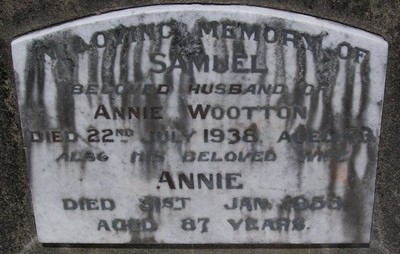 IN LOVING MEMORY OF
SAMUEL
BELOVED HUSBAND OF
ANNIE WOOTTON
DIED 22ND JULY 1938 AGED
ALSO HIS BELOVED WIFE
ANNIE
DIED 31ST JAN.
AGED 87 YEARS.